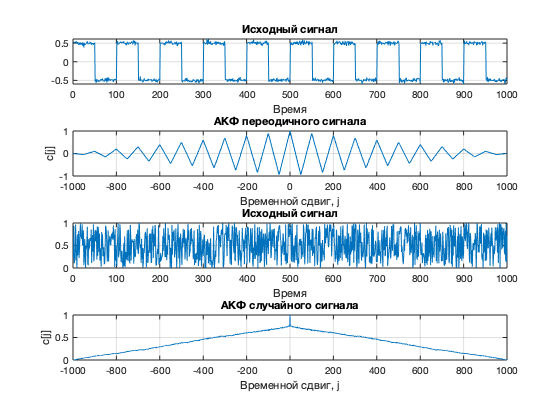 Исходный сигнал
0.5
0
-0.5
0 100 200 300 400 500 600 700 800 900 1000
Время
АКФ переодичного сигнала
1
c[j]
0
-1
-1000 -800 -600 -400 -200 0 200 400 600 800 1000
Временной сдвиг, j
Исходный сигнал
1
0.5
0
0 100 200 300 400 500 600 700 800 900 1000
Время
АКФ случайного сигнала
1
c[j]
0.5
0
-1000 -800 -600 -400 -200 0 200 400 600 800 1000
Временной сдвиг, j